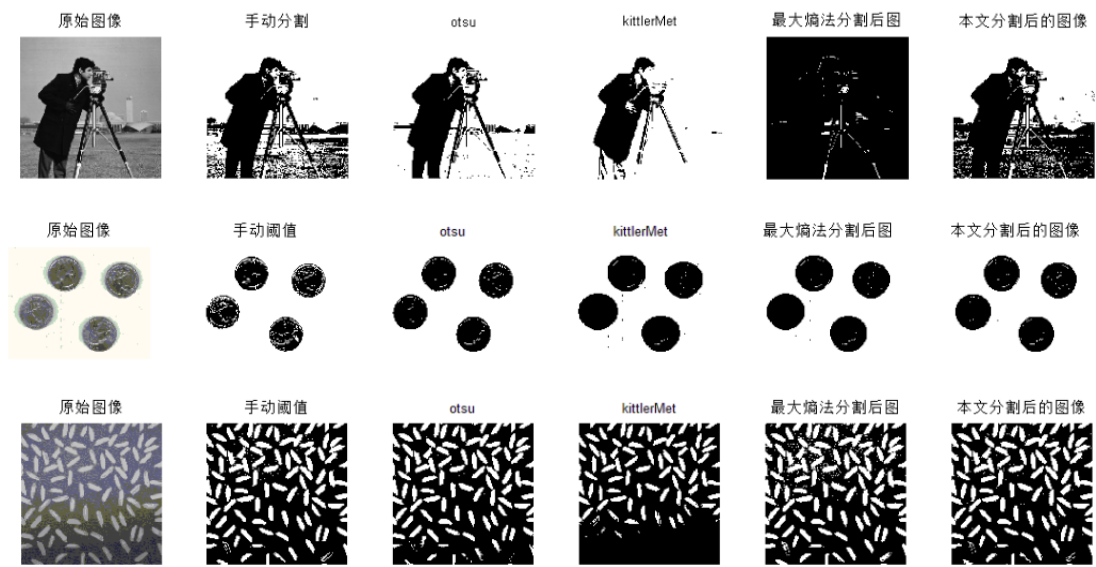 原始图像 手动分割 otsu kittlerMet 最大熵法分割后图 本文分割后的图像
原始图像 手动阈值 otsu kittlerMet 最大熵法分割后图 本文分割后的图像
原始图像 手动阈值 otsu kittlerMet 最大熵法分割后图 本文分割后的图像